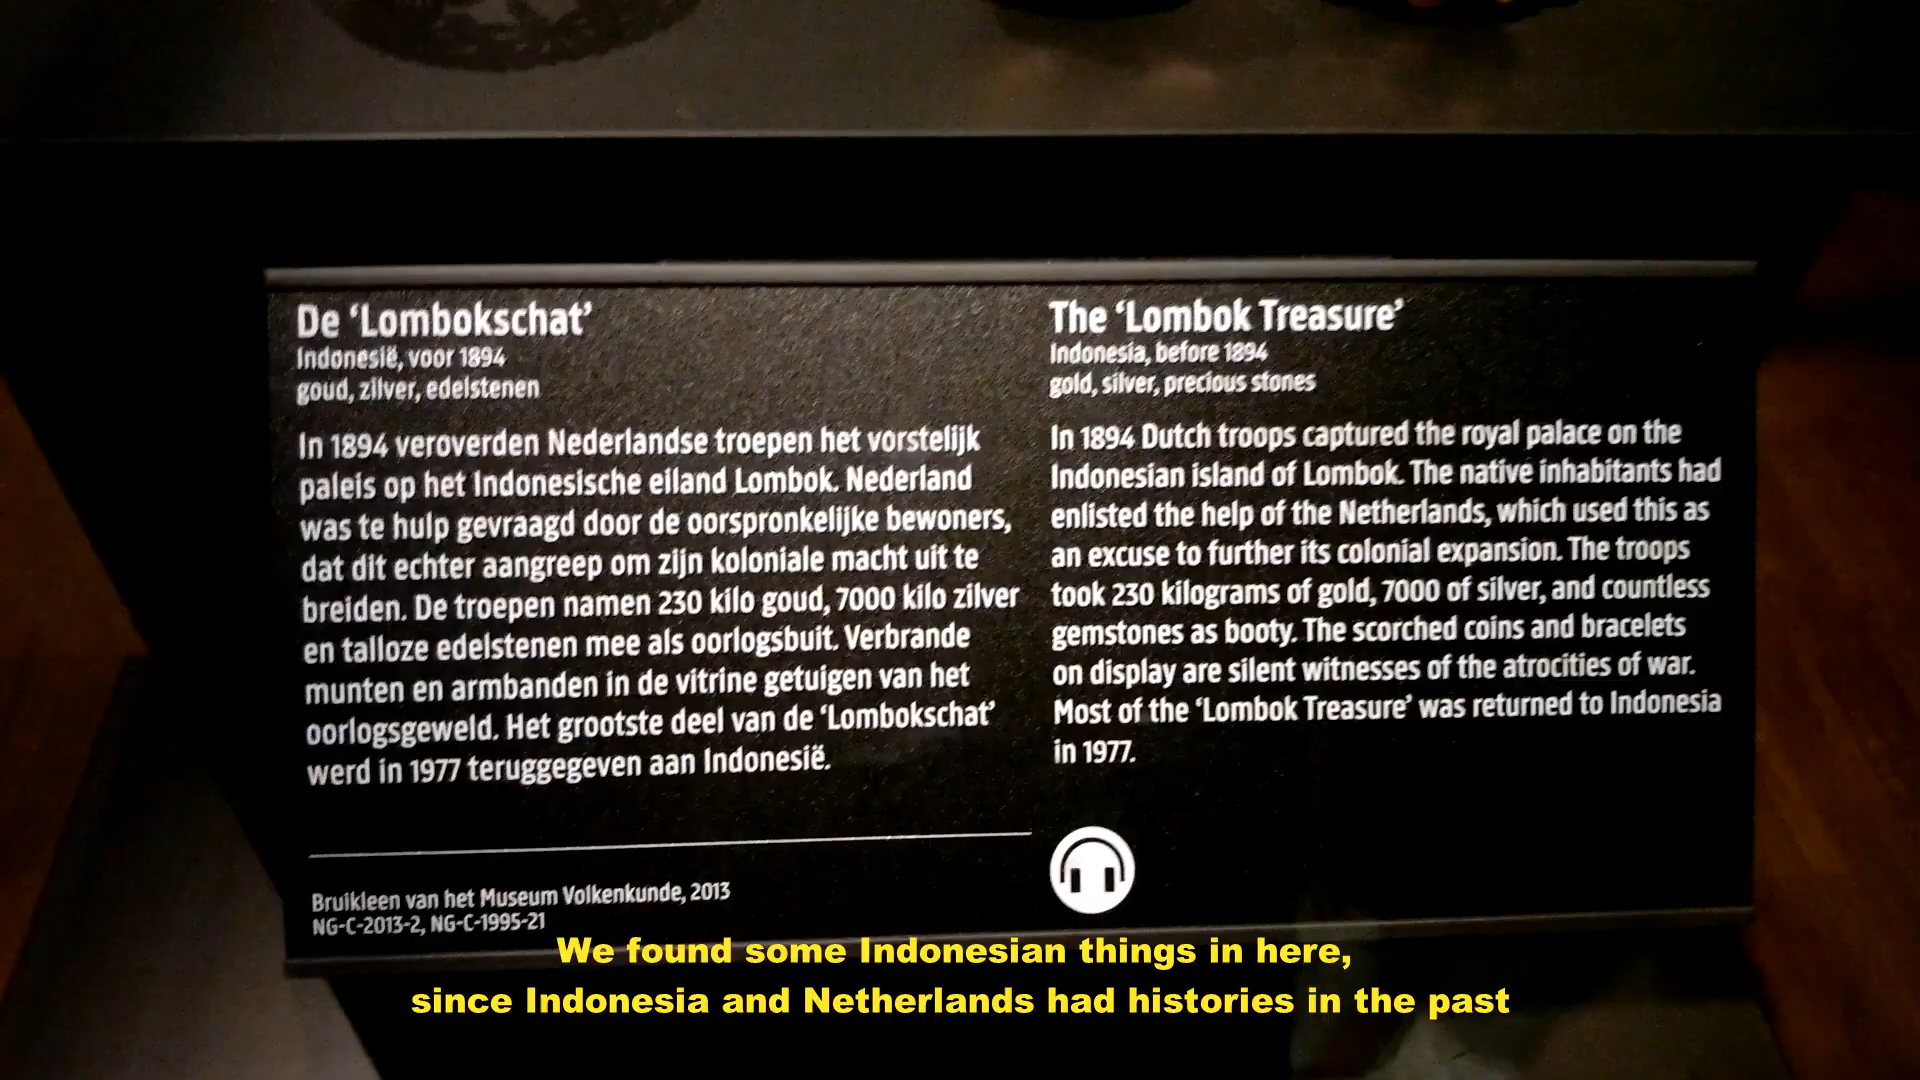 De ‘Lombokschat’
Indonesië, voor 1894
goud, zilver, edelstenen
In 1894 veroverden Nederlandse troepen het vorstelijk
paleis op het Indonesische eiland Lombok. Nederland
was te hulp gevraagd door de oorspronkelijke bewoners,
dat dit echter aangreep om zijn koloniale macht uit te
breiden. De troepen namen 230 kilo goud, 7000 kilo zilver
en talloze edelstenen mee als oorlogsbuit. Verbrande
munten en armbanden in de vitrine getuigen van het
oorlogsgeweld. Het grootste deel van de ‘Lombokschat’
werd in 1977 teruggegeven aan Indonesië.
Bruikleen van het Museum Volkenkunde, 2013
NG-C-2013-2, NG-C-1995-21
The ‘Lombok Treasure’
Indonesia, before 1894
gold, silver, precious stones
In 1894 Dutch troops captured the royal palace on the
Indonesian island of Lombok. The native inhabitants had
enlisted the help of the Netherlands, which used this as
an excuse to further its colonial expansion. The troops
took 230 kilograms of gold, 7000 of silver, and countless
gemstones as booty. The scorched coins and bracelets
on display are silent witnesses of the atrocities of war.
Most of the ‘Lombok Treasure’ was returned to Indonesia
in 1977.
We found some Indonesian things in here,
since Indonesia and Netherlands had histories in the past